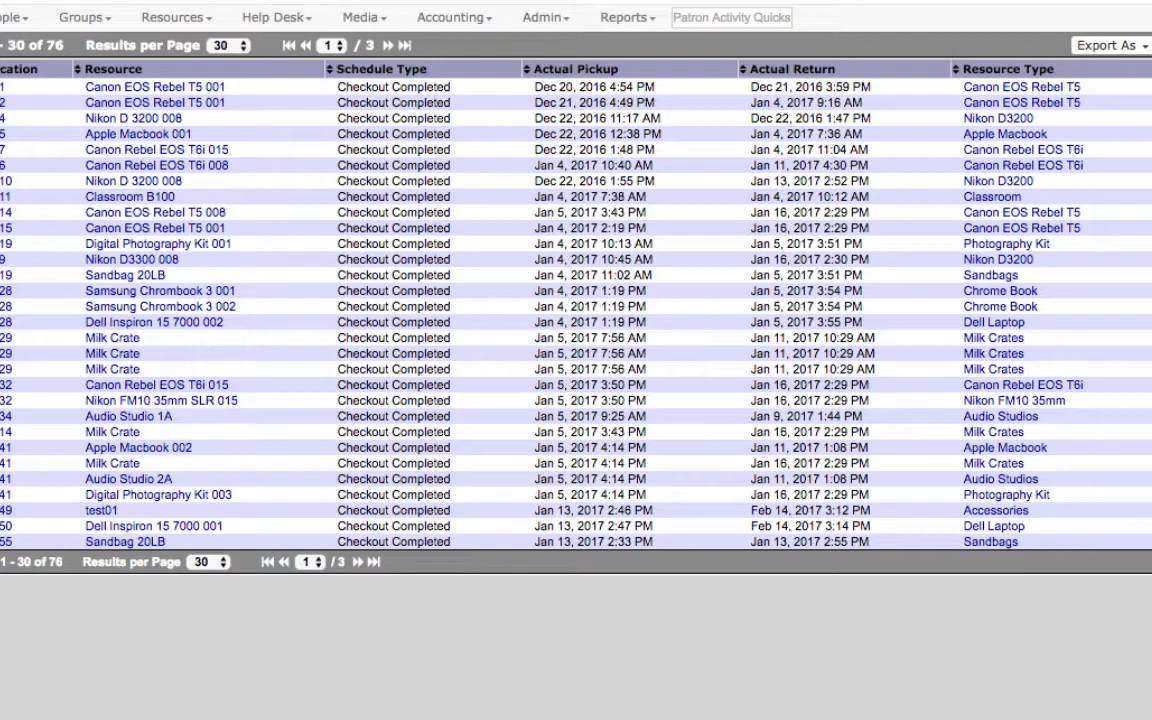 ople Groups Resources Help Desk Media Accounting Admin Reports Patron Activity Quicks
- 30 of 76 Results per Page 30 1 / 3 Export As
cation Resource Schedule Type Actual Pickup Actual Return Resource Type
1 Canon EOS Rebel T5 001 Checkout Completed Dec 20, 2016 4:54 PM Dec 21, 2016 3:59 PM Canon EOS Rebel T5
2 Canon EOS Rebel T5 001 Checkout Completed Dec 21, 2016 4:49 PM Jan 4, 2017 9:16 AM Canon EOS Rebel T5
4 Nikon D 3200 008 Checkout Completed Dec 22, 2016 11:17 AM Dec 22, 2016 1:47 PM Nikon D3200
5 Apple Macbook 001 Checkout Completed Dec 22, 2016 12:38 PM Jan 4, 2017 7:36 AM Apple Macbook
7 Canon Rebel EOS T6i 015 Checkout Completed Dec 22, 2016 1:48 PM Jan 4, 2017 11:04 AM Canon Rebel EOS T6i
6 Canon Rebel EOS T6i 008 Checkout Completed Jan 4, 2017 10:40 AM Jan 11, 2017 4:30 PM Canon Rebel EOS T6i
10 Nikon D 3200 008 Checkout Completed Dec 22, 2016 1:55 PM Jan 13, 2017 2:52 PM Nikon D3200
11 Classroom B100 Checkout Completed Jan 4, 2017 7:38 AM Jan 4, 2017 10:12 AM Classroom
14 Canon EOS Rebel T5 008 Checkout Completed Jan 5, 2017 3:43 PM Jan 16, 2017 2:29 PM Canon EOS Rebel T5
15 Canon EOS Rebel T5 001 Checkout Completed Jan 4, 2017 2:19 PM Jan 16, 2017 2:29 PM Canon EOS Rebel T5
19 Digital Photography Kit 001 Checkout Completed Jan 4, 2017 10:13 AM Jan 5, 2017 3:51 PM Photography Kit
9 Nikon D3300 008 Checkout Completed Jan 4, 2017 10:45 AM Jan 16, 2017 2:30 PM Nikon D3200
19 Sandbag 20LB Checkout Completed Jan 4, 2017 11:02 AM Jan 5, 2017 3:51 PM Sandbags
28 Samsung Chrombook 3 001 Checkout Completed Jan 4, 2017 1:19 PM Jan 5, 2017 3:54 PM Chrome Book
28 Samsung Chrombook 3 002 Checkout Completed Jan 4, 2017 1:19 PM Jan 5, 2017 3:54 PM Chrome Book
28 Dell Inspiron 15 7000 002 Checkout Completed Jan 4, 2017 1:19 PM Jan 5, 2017 3:55 PM Dell Laptop
29 Milk Crate Checkout Completed Jan 5, 2017 7:56 AM Jan 11, 2017 10:29 AM Milk Crates
29 Milk Crate Checkout Completed Jan 5, 2017 7:56 AM Jan 11, 2017 10:29 AM Milk Crates
29 Milk Crate Checkout Completed Jan 5, 2017 7:56 AM Jan 11, 2017 10:29 AM Milk Crates
32 Canon Rebel EOS T6i 015 Checkout Completed Jan 5, 2017 3:50 PM Jan 16, 2017 2:29 PM Canon Rebel EOS T6i
32 Nikon FM10 35mm SLR 015 Checkout Completed Jan 5, 2017 3:50 PM Jan 16, 2017 2:29 PM Nikon FM10 35mm
34 Audio Studio 1A Checkout Completed Jan 5, 2017 9:25 AM Jan 9, 2017 1:44 PM Audio Studios
14 Milk Crate Checkout Completed Jan 5, 2017 3:43 PM Jan 16, 2017 2:29 PM Milk Crates
41 Apple Macbook 002 Checkout Completed Jan 5, 2017 4:14 PM Jan 11, 2017 1:08 PM Apple Macbook
41 Milk Crate Checkout Completed Jan 5, 2017 4:14 PM Jan 16, 2017 2:29 PM Milk Crates
41 Audio Studio 2A Checkout Completed Jan 5, 2017 4:14 PM Jan 11, 2017 1:08 PM Audio Studios
41 Digital Photography Kit 003 Checkout Completed Jan 5, 2017 4:14 PM Jan 16, 2017 2:29 PM Photography Kit
49 test01 Checkout Completed Jan 13, 2017 2:46 PM Feb 14, 2017 3:12 PM Accessories
50 Dell Inspiron 15 7000 001 Checkout Completed Jan 13, 2017 2:47 PM Feb 14, 2017 3:14 PM Dell Laptop
55 Sandbag 20LB Checkout Completed Jan 13, 2017 2:33 PM Jan 13, 2017 2:55 PM Sandbags
1 - 30 of 76 Results per Page 30 1 / 3